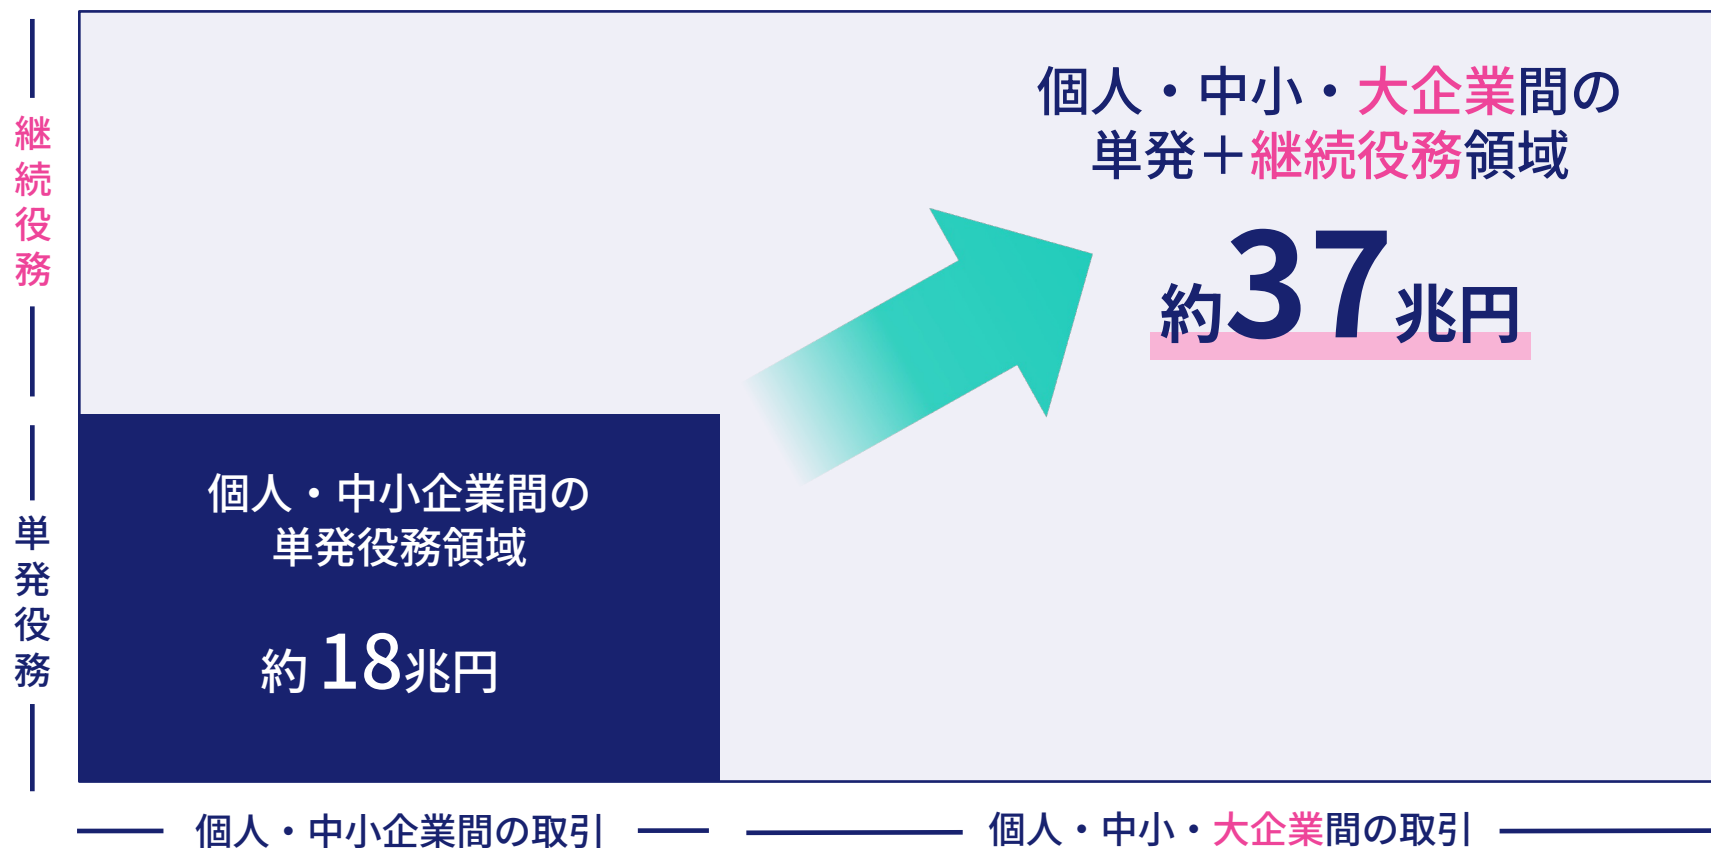 個人・中小・大企業間の
単発＋継続役務領域
約37兆円
継続役務
単発役務
個人・中小企業間の
単発役務領域
約 18兆円
個人・中小企業間の取引
個人・中小・大企業間の取引